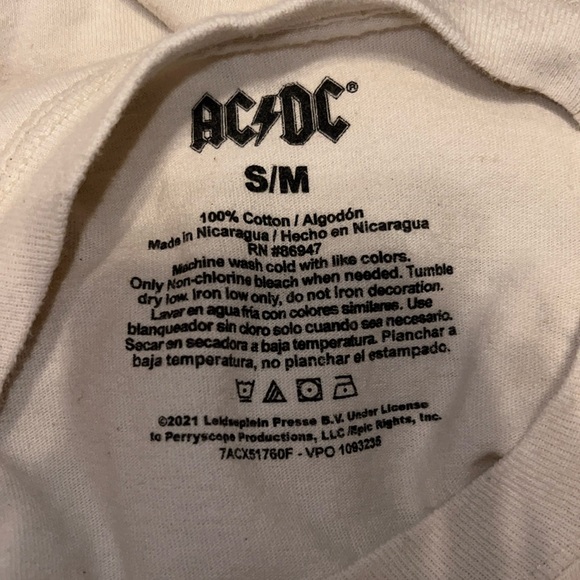 AC⚡DC®
S/M
100% Cotton / Algodón
Made in Nicaragua / Hecho en Nicaragua
RN #86947
Machine wash cold with like colors.
Only Non-chlorine bleach when needed. Tumble
dry low. Iron low only, do not Iron decoration.
Lavar en agua fria con colores similares. Use
blanqueador sin cloro solo cuando sea necesario.
Secar en secadora a baja temperatura. Planchar a
baja temperatura, no planchar el estampado.
©2021 Leidseplein Presse B.V. Under License
to Perryscope Productions, LLC /Epic Rights, Inc.
7ACX51760F - VPO 1093235